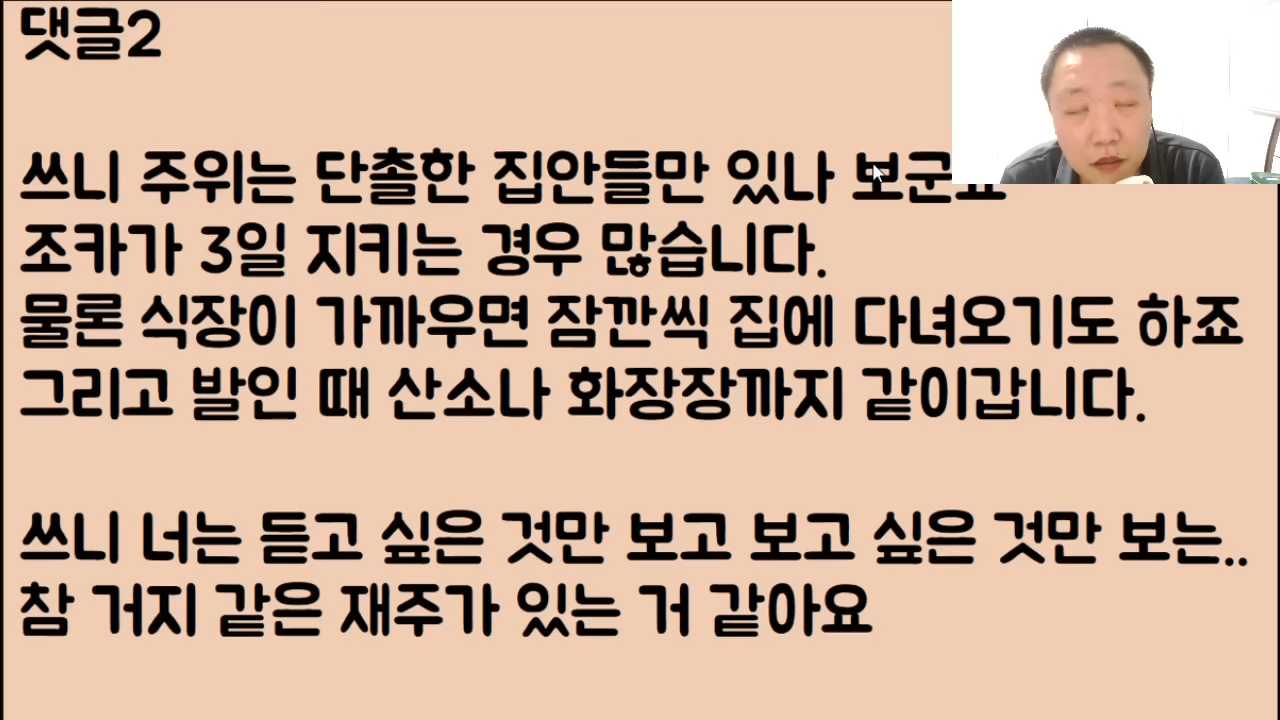 댓글2
쓰니 주위는 단촐한 집안들만 있나 보군요
조카가 3일 지키는 경우 많습니다.
물론 식장이 가까우면 잠깐씩 집에 다녀오기도 하죠
그리고 발인 때 산소나 화장장까지 같이갑니다.
쓰니 너는 듣고 싶은 것만 보고 보고 싶은 것만 보는..
참 거지 같은 재주가 있는 거 같아요